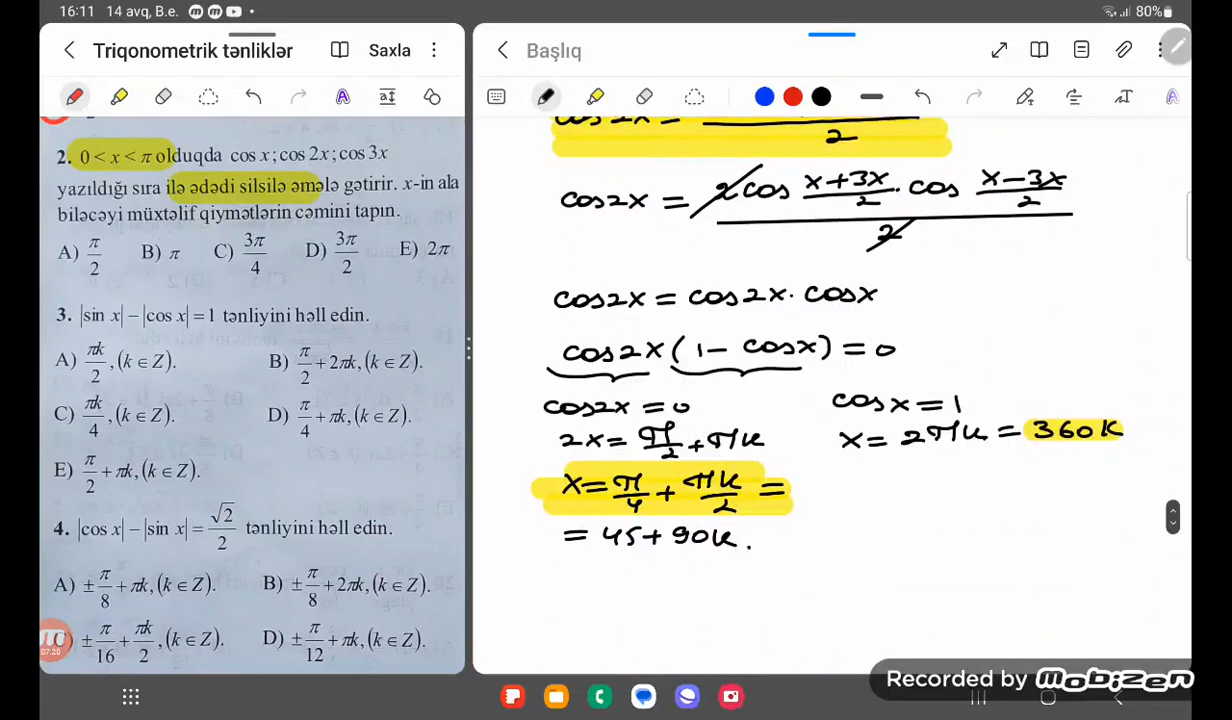 16:11 14 avq, B.e.
80%
Triqonometrik tənliklər
Saxla
2. 0 < x < π olduqda cos x; cos 2x; cos 3x
yazıldığı sıra ilə ədədi silsilə əmələ gətirir. x-in ala
biləcəyi müxtəlif qiymətlərin cəmini tapın.
A) π/2 B) π C) 3π/4 D) 3π/2 E) 2π
3. |sin x| − |cos x| = 1 tənliyini həll edin.
A) πk/2, (k ∈ Z). B) π/2 + 2πk, (k ∈ Z).
C) πk/4, (k ∈ Z). D) π/4 + πk, (k ∈ Z).
E) π/2 + πk, (k ∈ Z).
4. |cos x| − |sin x| = √2/2 tənliyini həll edin.
A) ± π/8 + πk, (k ∈ Z). B) ± π/8 + 2πk, (k ∈ Z).
C) ± π/16 + πk/2, (k ∈ Z). D) ± π/12 + πk, (k ∈ Z).
07:20
Başlıq
2
cos2x = 2cos (x+3x)/2 · cos (x−3x)/2
2
cos2x = cos2x · cosx
cos2x (1 − cosx) = 0
cos2x = 0
2x = π/2 + πk
x = π/4 + πk/2 =
= 45 + 90k.
cosx = 1
x = 2πk = 360k
Recorded by mobizen